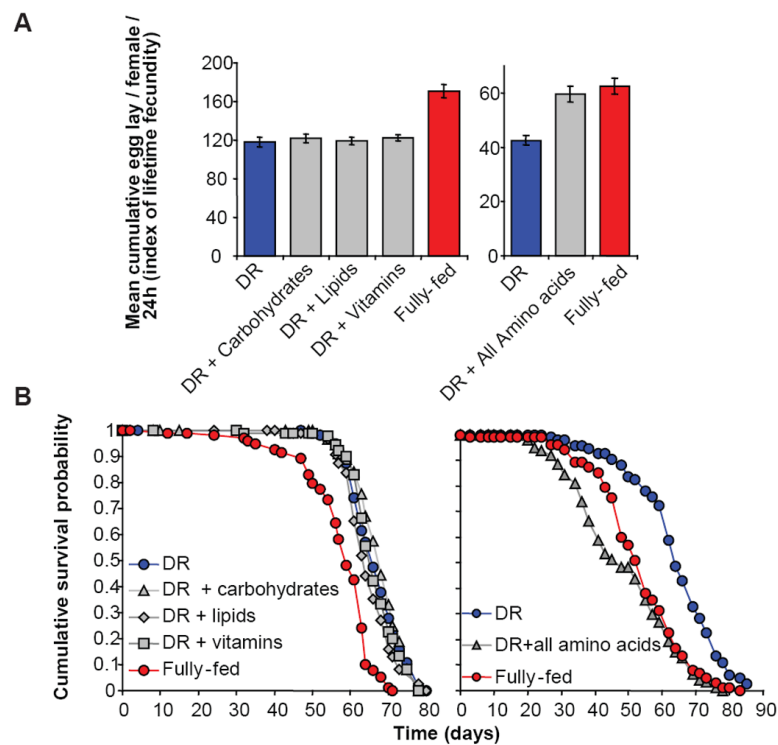 A
Mean cumulative egg lay / female /
24h (index of lifetime fecundity)
200
160
120
80
40
0
DR
DR + Carbohydrates
DR + Lipids
DR + Vitamins
Fully-fed
60
40
20
0
DR
DR + All Amino acids
Fully-fed
B
Cumulative survival probability
1
0.9
0.8
0.7
0.6
0.5
0.4
0.3
0.2
0.1
0
DR
DR + carbohydrates
DR + lipids
DR + vitamins
Fully-fed
0 10 20 30 40 50 60 70 80
DR
DR+all amino acids
Fully-fed
0 10 20 30 40 50 60 70 80 90
Time (days)